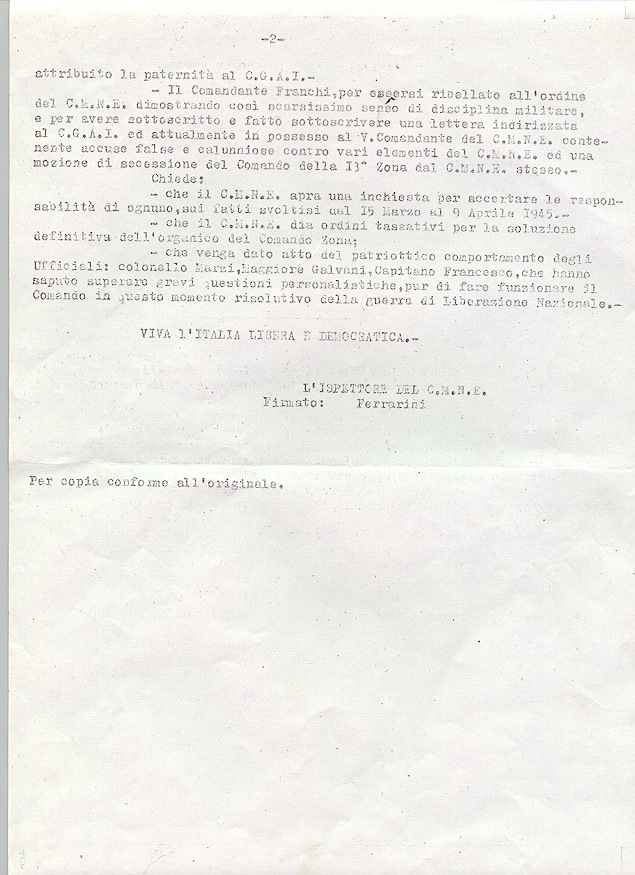 -2-
attribuito la paternità al C.G.A.I.-
- Il Comandante Franchi,per essersi ribellato all'ordine
del C.M.N.E. dimostrando così scarsissimo senso di disciplina militare,
e per avere sottoscritto e fatto sottoscrivere una lettera indirizzata
al C.G.A.I. ed attualmente in possesso al V.Comandante del C.M.N.E. conte-
nente accuse false e calunniose contro vari elementi del C.M.N.E. ed una
mozione di secessione del Comando della I3^ Zona dal C.M.N.E. stesso.-
Chiede:
- che il C.M.N.E. apra una inchiesta per accertare le respon-
sabilità di ognuno,sui fatti svoltisi dal I5 Marzo al 9 Aprile I945.-
- che il C.M.N.E. dia ordini tassativi per la soluzione
definitiva dell'organico del Comando Zona;
- che venga dato atto del patriottico comportamento degli
Ufficiali: colonello Marzi,Maggiore Galvani,Capitano Francesco,che hanno
saputo superare gravi questioni personalistiche,pur di fare funzionare il
Comando in questo momento risolutivo della guerra di Liberazione Nazionale.-
VIVA l'ITALIA LIBERA E DEMOCRATICA.-
L'ISPETTORE DEL C.M.N.E.
Firmato: Ferrarini
Per copia conforme all'originale.